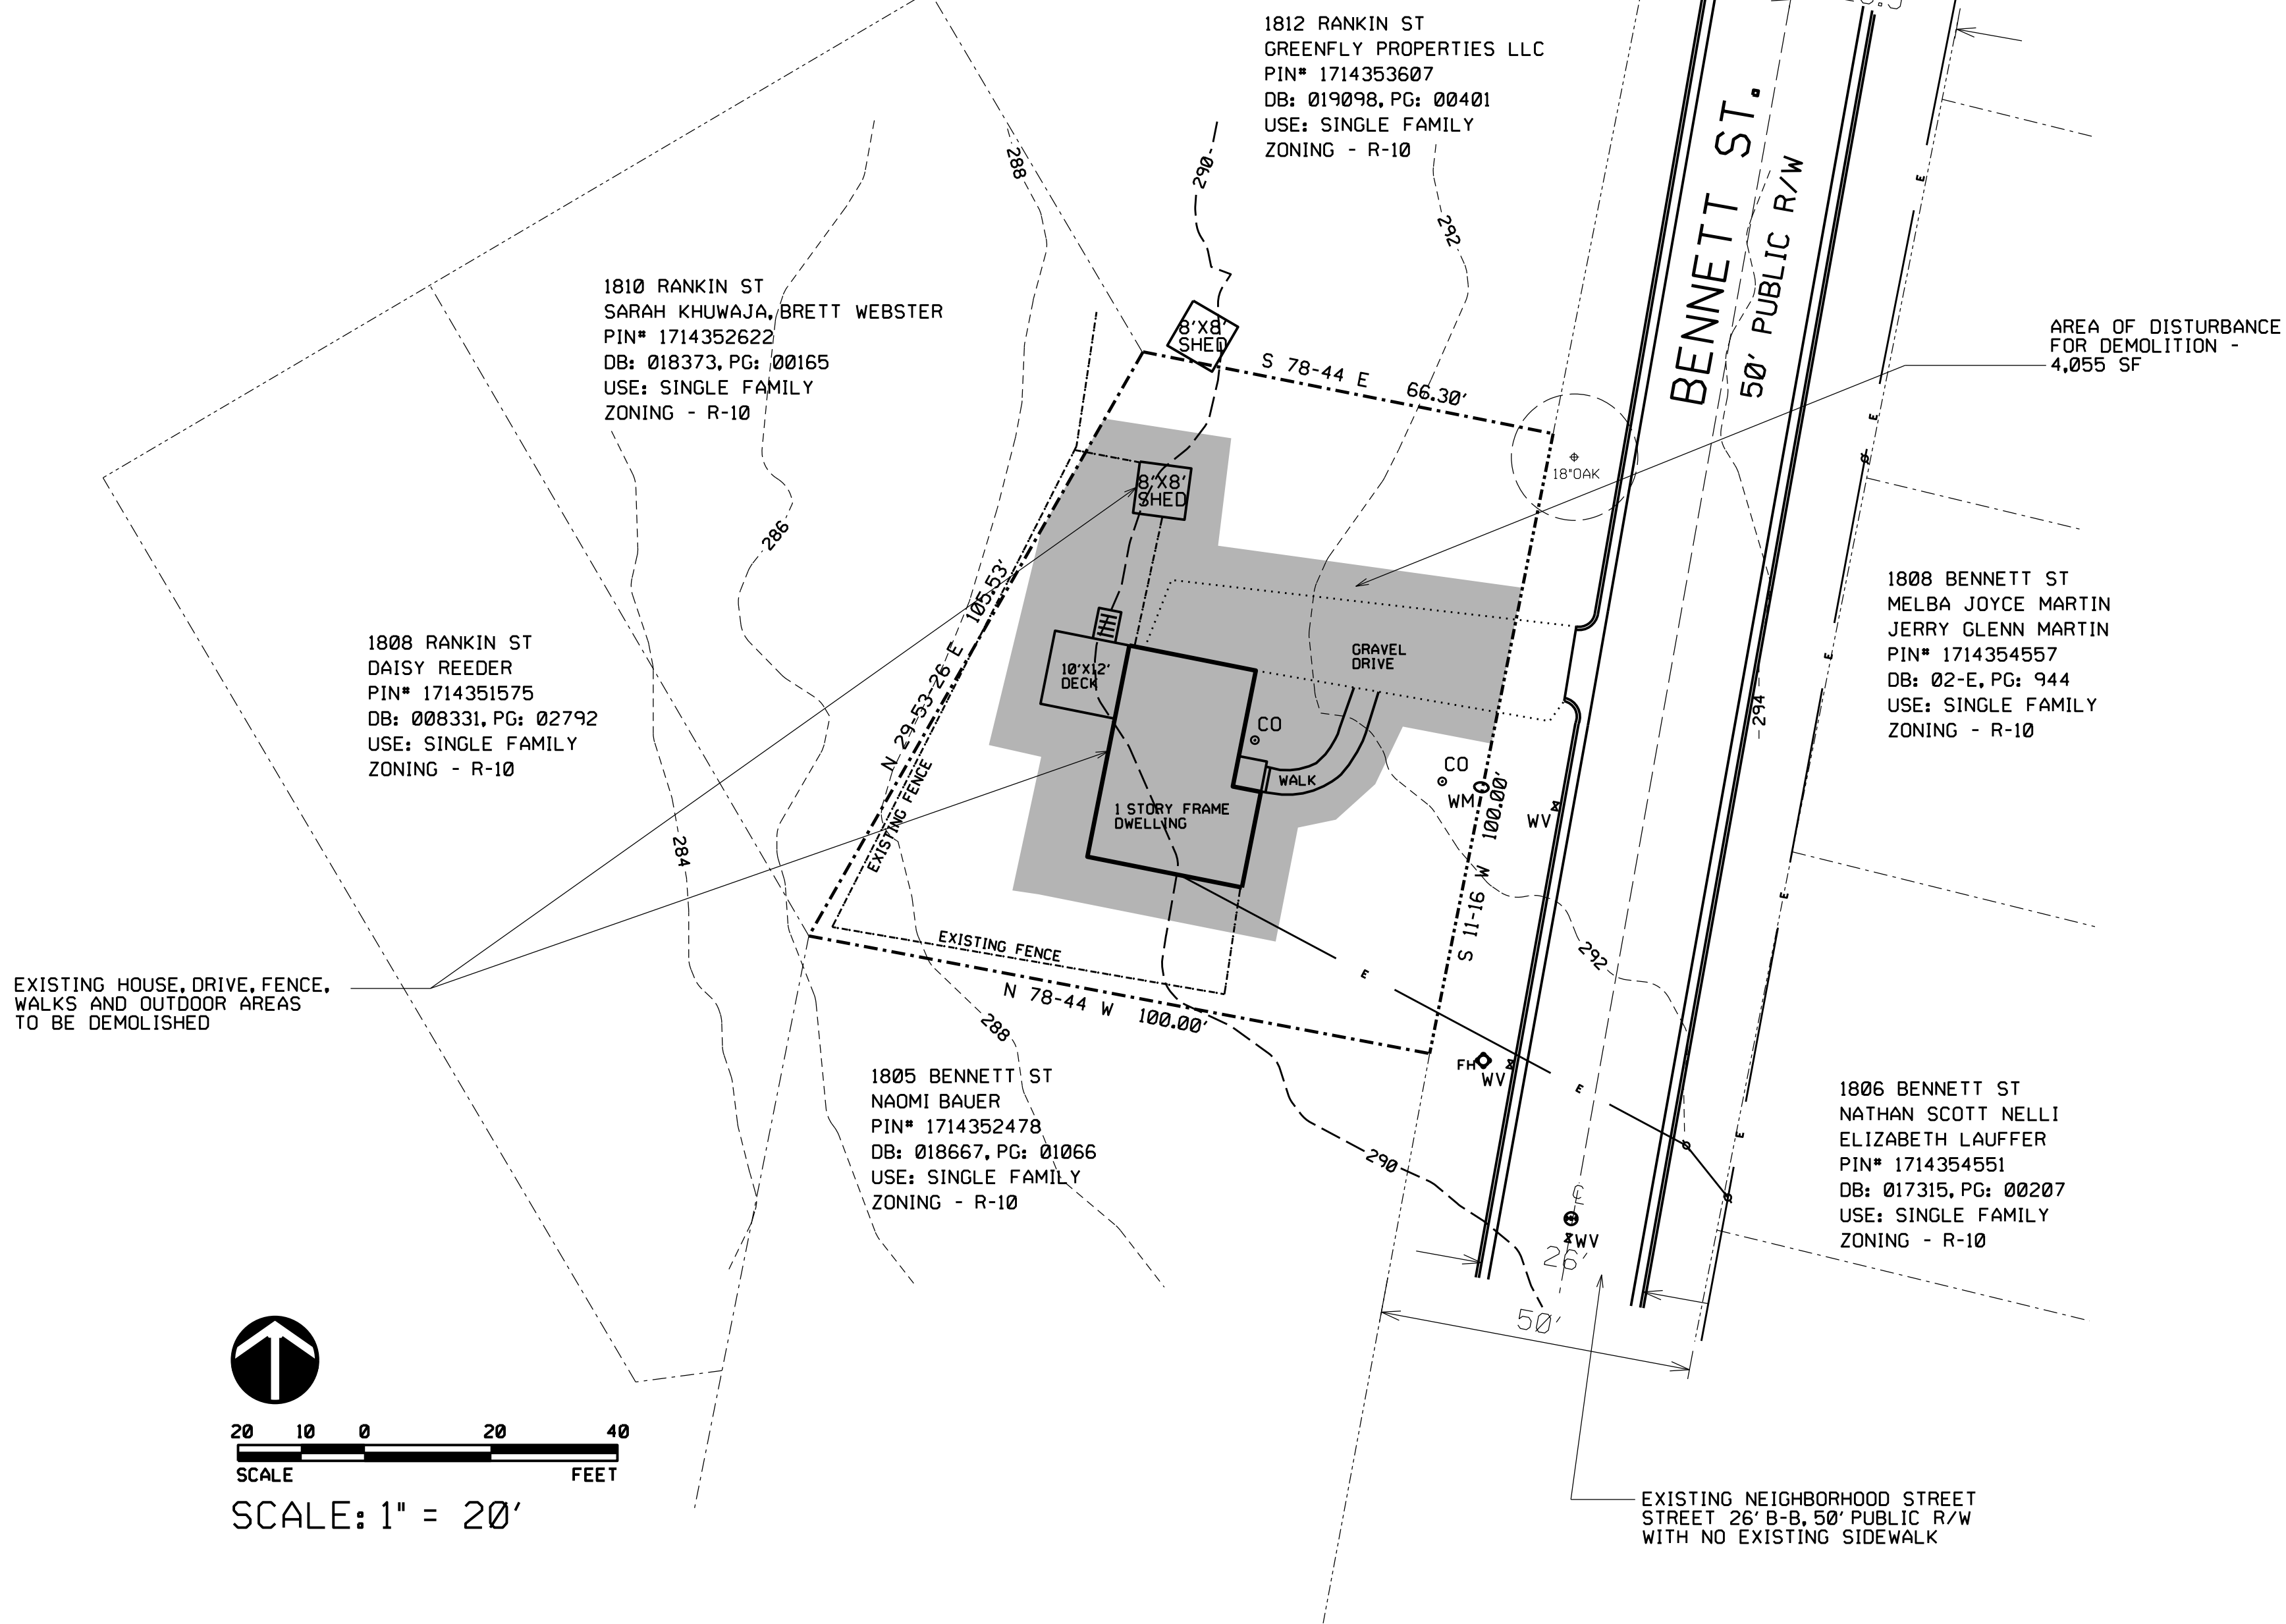 1812 RANKIN ST
GREENFLY PROPERTIES LLC
PIN# 1714353607
DB: 019098, PG: 00401
USE: SINGLE FAMILY
ZONING - R-10
BENNETT ST.
50' PUBLIC R/W
288
290
292
1810 RANKIN ST
SARAH KHUWAJA, BRETT WEBSTER
PIN# 1714352622
DB: 018373, PG: 00165
USE: SINGLE FAMILY
ZONING - R-10
8'X8'
SHED
S 78-44 E 66.30'
AREA OF DISTURBANCE
FOR DEMOLITION -
4,055 SF
18"OAK
8'X8'
SHED
286
N 29-53-26 E 105.53'
1808 RANKIN ST
DAISY REEDER
PIN# 1714351575
DB: 008331, PG: 02792
USE: SINGLE FAMILY
ZONING - R-10
10'X12'
DECK
GRAVEL
DRIVE
CO
WALK
CO
WM
WV
1 STORY FRAME
DWELLING
S 11-16 W 100.00'
294
1808 BENNETT ST
MELBA JOYCE MARTIN
JERRY GLENN MARTIN
PIN# 1714354557
DB: 02-E, PG: 944
USE: SINGLE FAMILY
ZONING - R-10
E
E
E
E
E
E
E
284
EXISTING FENCE
EXISTING FENCE
N 78-44 W 100.00'
292
EXISTING HOUSE, DRIVE, FENCE,
WALKS AND OUTDOOR AREAS
TO BE DEMOLISHED
288
FH
WV
1805 BENNETT ST
NAOMI BAUER
PIN# 1714352478
DB: 018667, PG: 01066
USE: SINGLE FAMILY
ZONING - R-10
290
1806 BENNETT ST
NATHAN SCOTT NELLI
ELIZABETH LAUFFER
PIN# 1714354551
DB: 017315, PG: 00207
USE: SINGLE FAMILY
ZONING - R-10
WV
26'
50'
20 10 0 20 40
SCALE FEET
SCALE: 1" = 20'
EXISTING NEIGHBORHOOD STREET
STREET 26' B-B, 50' PUBLIC R/W
WITH NO EXISTING SIDEWALK